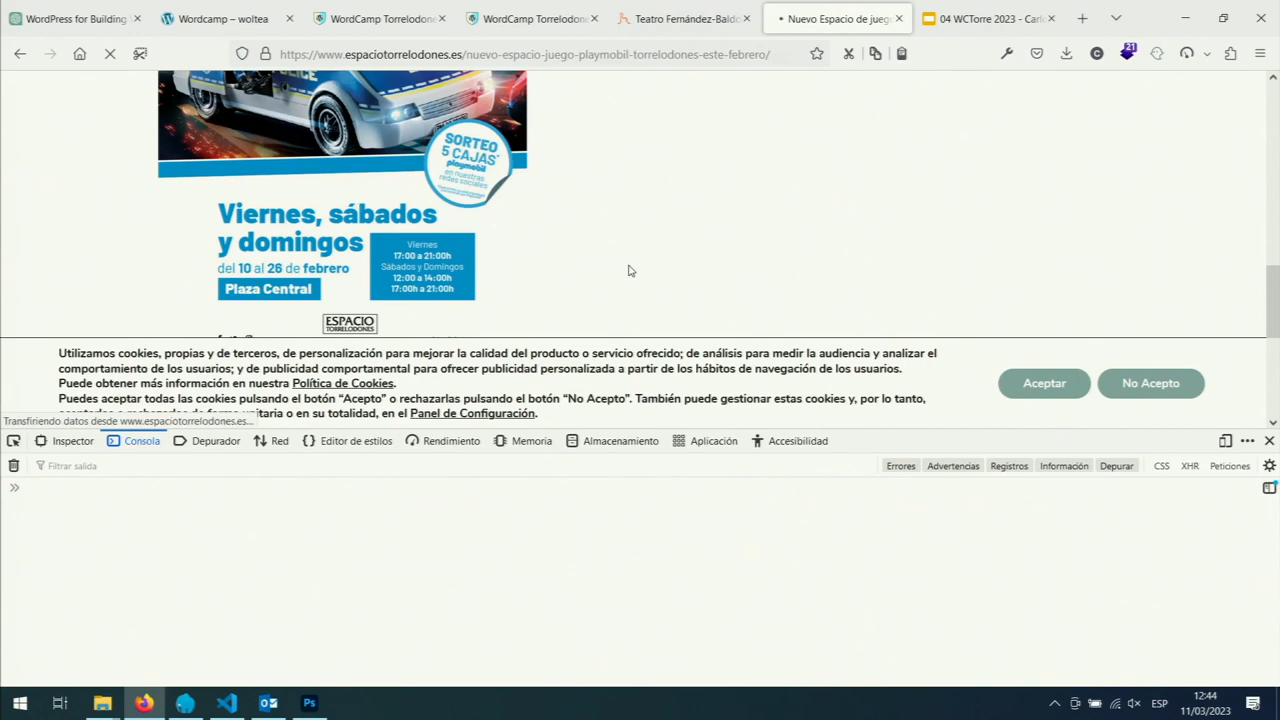 WordPress for Building
Wordcamp – woltea
WordCamp Torrelodone
WordCamp Torrelodone
Teatro Fernández-Baldo
Nuevo Espacio de jueg
04 WCTorre 2023 - Carlo
https://www.espaciotorrelodones.es/nuevo-espacio-juego-playmobil-torrelodones-este-febrero/
21
SORTEO
5 CAJAS*
playmobil
en nuestras
redes sociales
Viernes, sábados
y domingos
del 10 al 26 de febrero
Plaza Central
Viernes
17:00 a 21:00h
Sábados y Domingos
12:00 a 14:00h
17:00h a 21:00h
ESPACIO
TORRELODONES
Utilizamos cookies, propias y de terceros, de personalización para mejorar la calidad del producto o servicio ofrecido; de análisis para medir la audiencia y analizar el
comportamiento de los usuarios; y de publicidad comportamental para ofrecer publicidad personalizada a partir de los hábitos de navegación de los usuarios.
Puede obtener más información en nuestra Política de Cookies.
Puedes aceptar todas las cookies pulsando el botón “Acepto” o rechazarlas pulsando el botón “No Acepto”. También puede gestionar estas cookies y, por lo tanto,
aceptarlas o rechazarlas de forma unitaria o en su totalidad, en el Panel de Configuración.
Aceptar
No Acepto
Transfiriendo datos desde www.espaciotorrelodones.es...
Inspector
Consola
Depurador
Red
Editor de estilos
Rendimiento
Memoria
Almacenamiento
Aplicación
Accesibilidad
Filtrar salida
Errores
Advertencias
Registros
Información
Depurar
CSS
XHR
Peticiones
ESP
12:44
11/03/2023